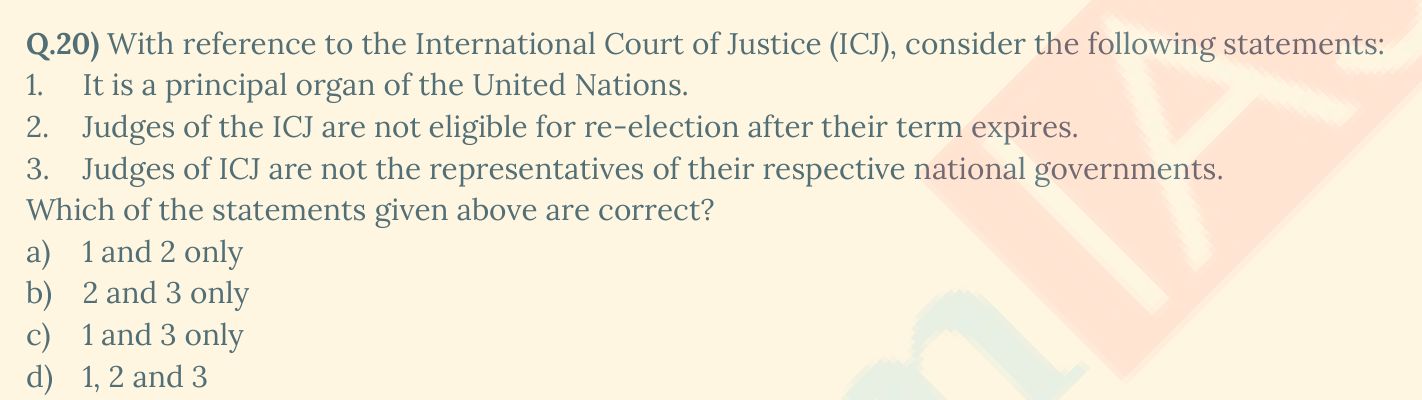 Q.20) With reference to the International Court of Justice (ICJ), consider the following statements:
1. It is a principal organ of the United Nations.
2. Judges of the ICJ are not eligible for re-election after their term expires.
3. Judges of ICJ are not the representatives of their respective national governments.
Which of the statements given above are correct?
a) 1 and 2 only
b) 2 and 3 only
c) 1 and 3 only
d) 1, 2 and 3